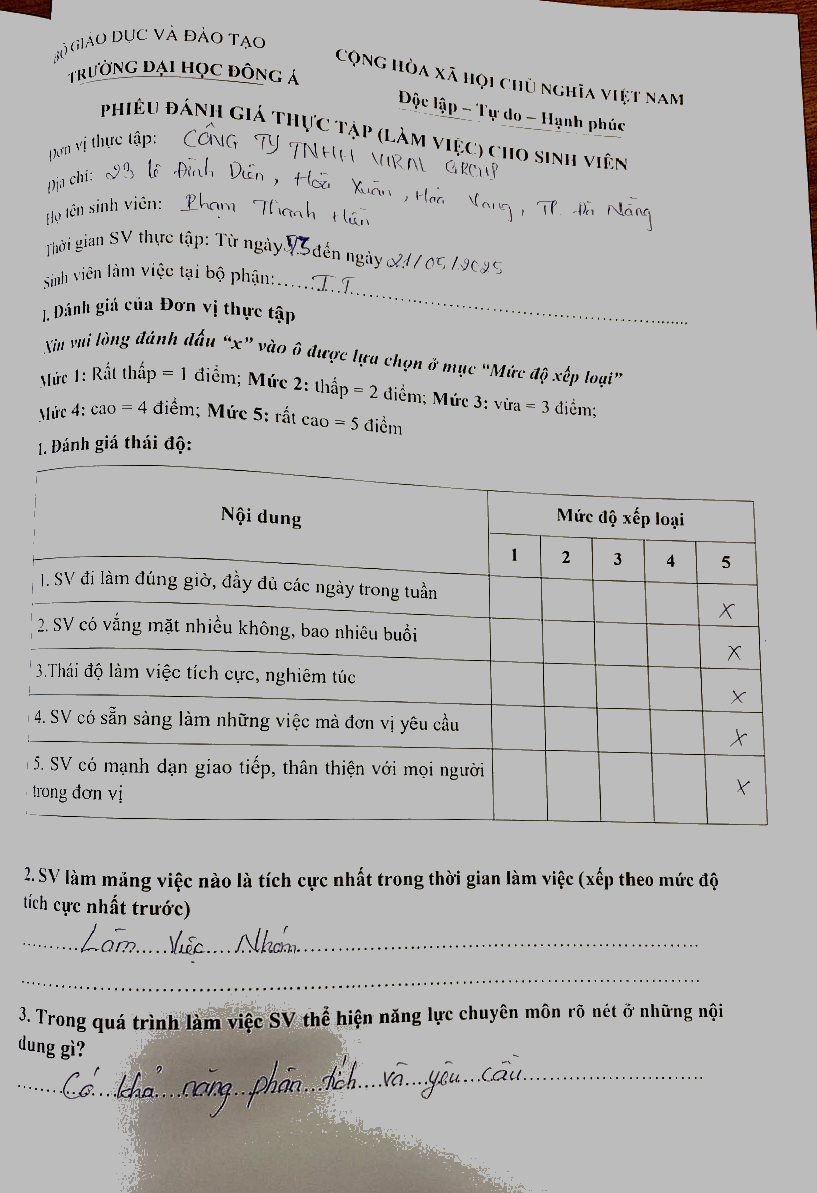 BỘ GIÁO DỤC VÀ ĐÀO TẠO
TRƯỜNG ĐẠI HỌC ĐÔNG Á
CỘNG HÒA XÃ HỘI CHỦ NGHĨA VIỆT NAM
Độc lập – Tự do – Hạnh phúc
PHIẾU ĐÁNH GIÁ THỰC TẬP (LÀM VIỆC) CHO SINH VIÊN
Đơn vị thực tập: CÔNG TY TNHH VIRAL GROUP
Địa chỉ: 29 Lê Đình Diên, Hoà Xuân, Hoà Vang, TP. Đà Nẵng
Họ tên sinh viên: Phạm Thanh Hiền
Thời gian SV thực tập: Từ ngày 5/3 đến ngày 21/05/2025
Sinh viên làm việc tại bộ phận: I.T
I. Đánh giá của Đơn vị thực tập
Xin vui lòng đánh dấu “x” vào ô được lựa chọn ở mục “Mức độ xếp loại”
Mức 1: Rất thấp = 1 điểm; Mức 2: thấp = 2 điểm; Mức 3: vừa = 3 điểm;
Mức 4: cao = 4 điểm; Mức 5: rất cao = 5 điểm
1. Đánh giá thái độ:
Nội dung Mức độ xếp loại
1 2 3 4 5
1. SV đi làm đúng giờ, đầy đủ các ngày trong tuần x
2. SV có vắng mặt nhiều không, bao nhiêu buổi x
3.Thái độ làm việc tích cực, nghiêm túc x
4. SV có sẵn sàng làm những việc mà đơn vị yêu cầu x
5. SV có mạnh dạn giao tiếp, thân thiện với mọi người x
trong đơn vị
2. SV làm mảng việc nào là tích cực nhất trong thời gian làm việc (xếp theo mức độ
tích cực nhất trước)
Làm Việc Nhóm
3. Trong quá trình làm việc SV thể hiện năng lực chuyên môn rõ nét ở những nội
dung gì?
Có khả năng phân tích và yêu cầu